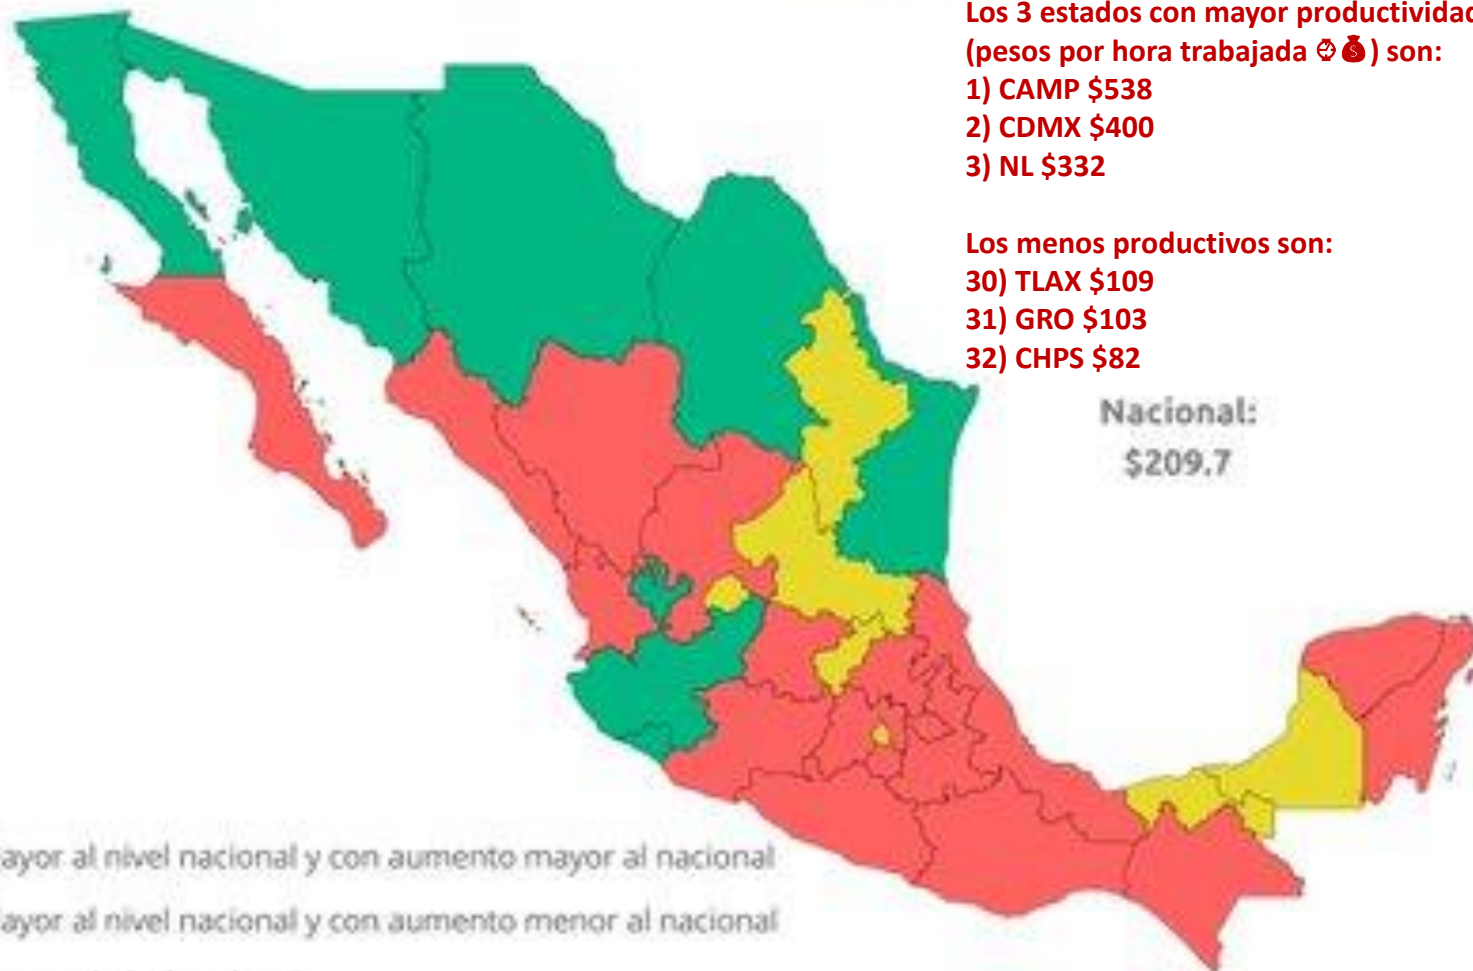 Los 3 estados con mayor productividad
(pesos por hora trabajada ⌚💰) son:
1) CAMP $538
2) CDMX $400
3) NL $332
Los menos productivos son:
30) TLAX $109
31) GRO $103
32) CHPS $82
Nacional:
$209.7
ayor al nivel nacional y con aumento mayor al nacional
ayor al nivel nacional y con aumento menor al nacional